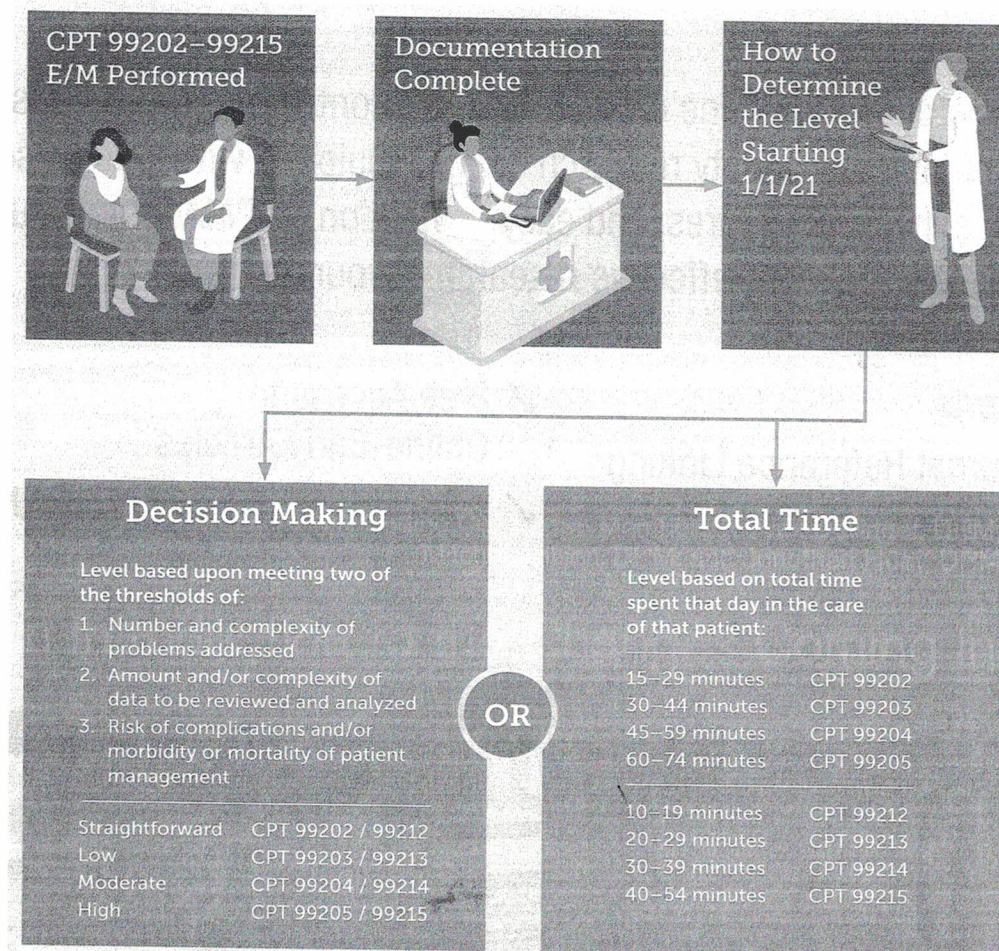 CPT 99202–99215
E/M Performed
Documentation
Complete
How to
Determine
the Level
Starting
1/1/21
Decision Making
Level based upon meeting two of
the thresholds of:
1. Number and complexity of
problems addressed
2. Amount and/or complexity of
data to be reviewed and analyzed
3. Risk of complications and/or
morbidity or mortality of patient
management
Straightforward CPT 99202 / 99212
Low CPT 99203 / 99213
Moderate CPT 99204 / 99214
High CPT 99205 / 99215
OR
Total Time
Level based on total time
spent that day in the care
of that patient:
15–29 minutes CPT 99202
30–44 minutes CPT 99203
45–59 minutes CPT 99204
60–74 minutes CPT 99205
10–19 minutes CPT 99212
20–29 minutes CPT 99213
30–39 minutes CPT 99214
40–54 minutes CPT 99215